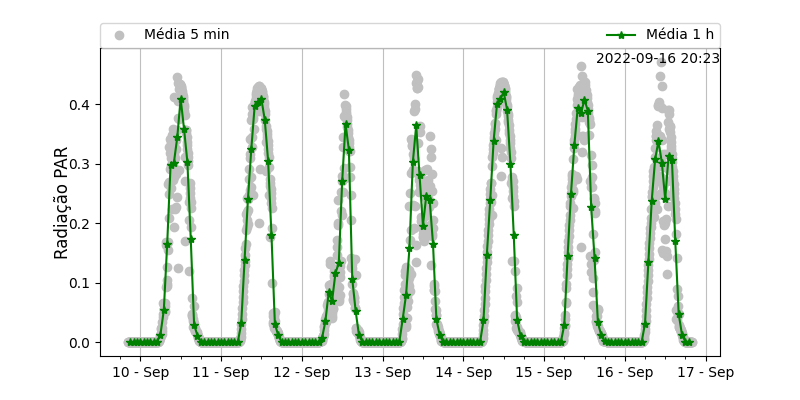 Média 5 min
Média 1 h
2022-09-16 20:23
Radiação PAR
0.4
0.3
0.2
0.1
0.0
10 - Sep
11 - Sep
12 - Sep
13 - Sep
14 - Sep
15 - Sep
16 - Sep
17 - Sep